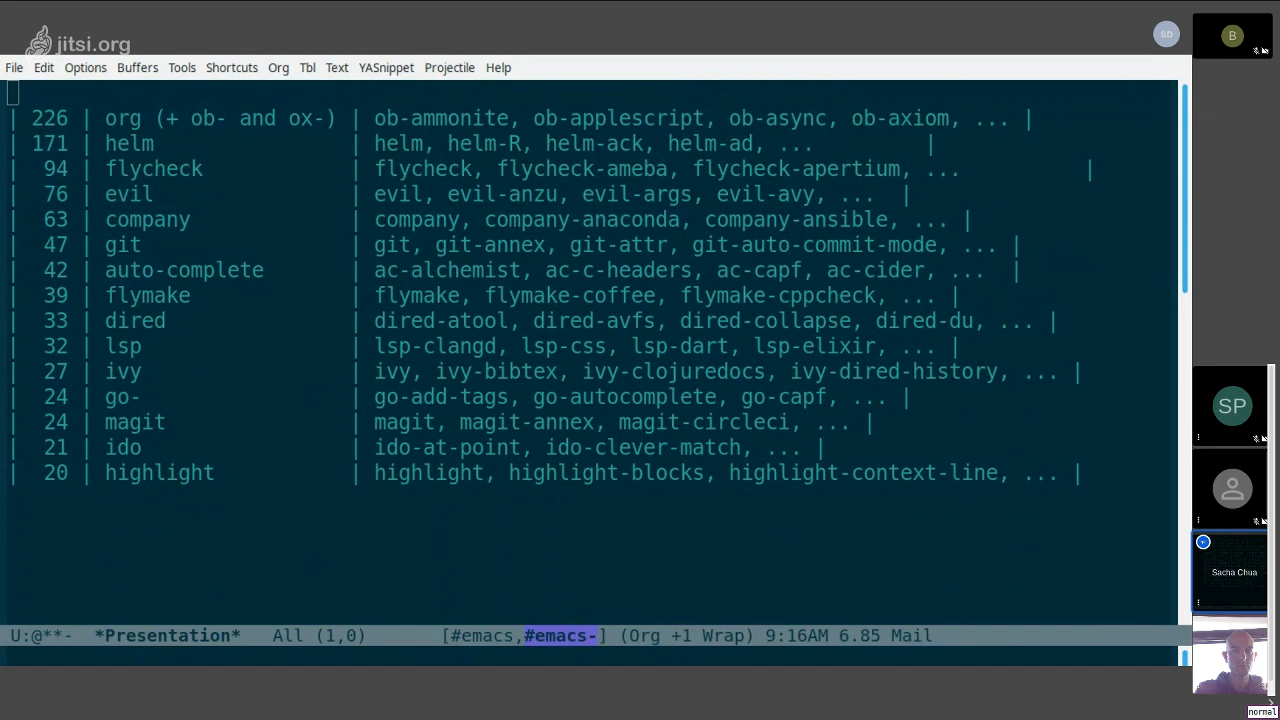 jitsi.org
SD
B
File Edit Options Buffers Tools Shortcuts Org Tbl Text YASnippet Projectile Help
| 226 | org (+ ob- and ox-) | ob-ammonite, ob-applescript, ob-async, ob-axiom, ... |
| 171 | helm | helm, helm-R, helm-ack, helm-ad, ... |
| 94 | flycheck | flycheck, flycheck-ameba, flycheck-apertium, ... |
| 76 | evil | evil, evil-anzu, evil-args, evil-avy, ... |
| 63 | company | company, company-anaconda, company-ansible, ... |
| 47 | git | git, git-annex, git-attr, git-auto-commit-mode, ... |
| 42 | auto-complete | ac-alchemist, ac-c-headers, ac-capf, ac-cider, ... |
| 39 | flymake | flymake, flymake-coffee, flymake-cppcheck, ... |
| 33 | dired | dired-atool, dired-avfs, dired-collapse, dired-du, ... |
| 32 | lsp | lsp-clangd, lsp-css, lsp-dart, lsp-elixir, ... |
| 27 | ivy | ivy, ivy-bibtex, ivy-clojuredocs, ivy-dired-history, ... |
| 24 | go- | go-add-tags, go-autocomplete, go-capf, ... |
| 24 | magit | magit, magit-annex, magit-circleci, ... |
| 21 | ido | ido-at-point, ido-clever-match, ... |
| 20 | highlight | highlight, highlight-blocks, highlight-context-line, ... |
SP
Sacha Chua
U:@**- *Presentation* All (1,0) [#emacs,#emacs-] (Org +1 Wrap) 9:16AM 6.85 Mail
normal